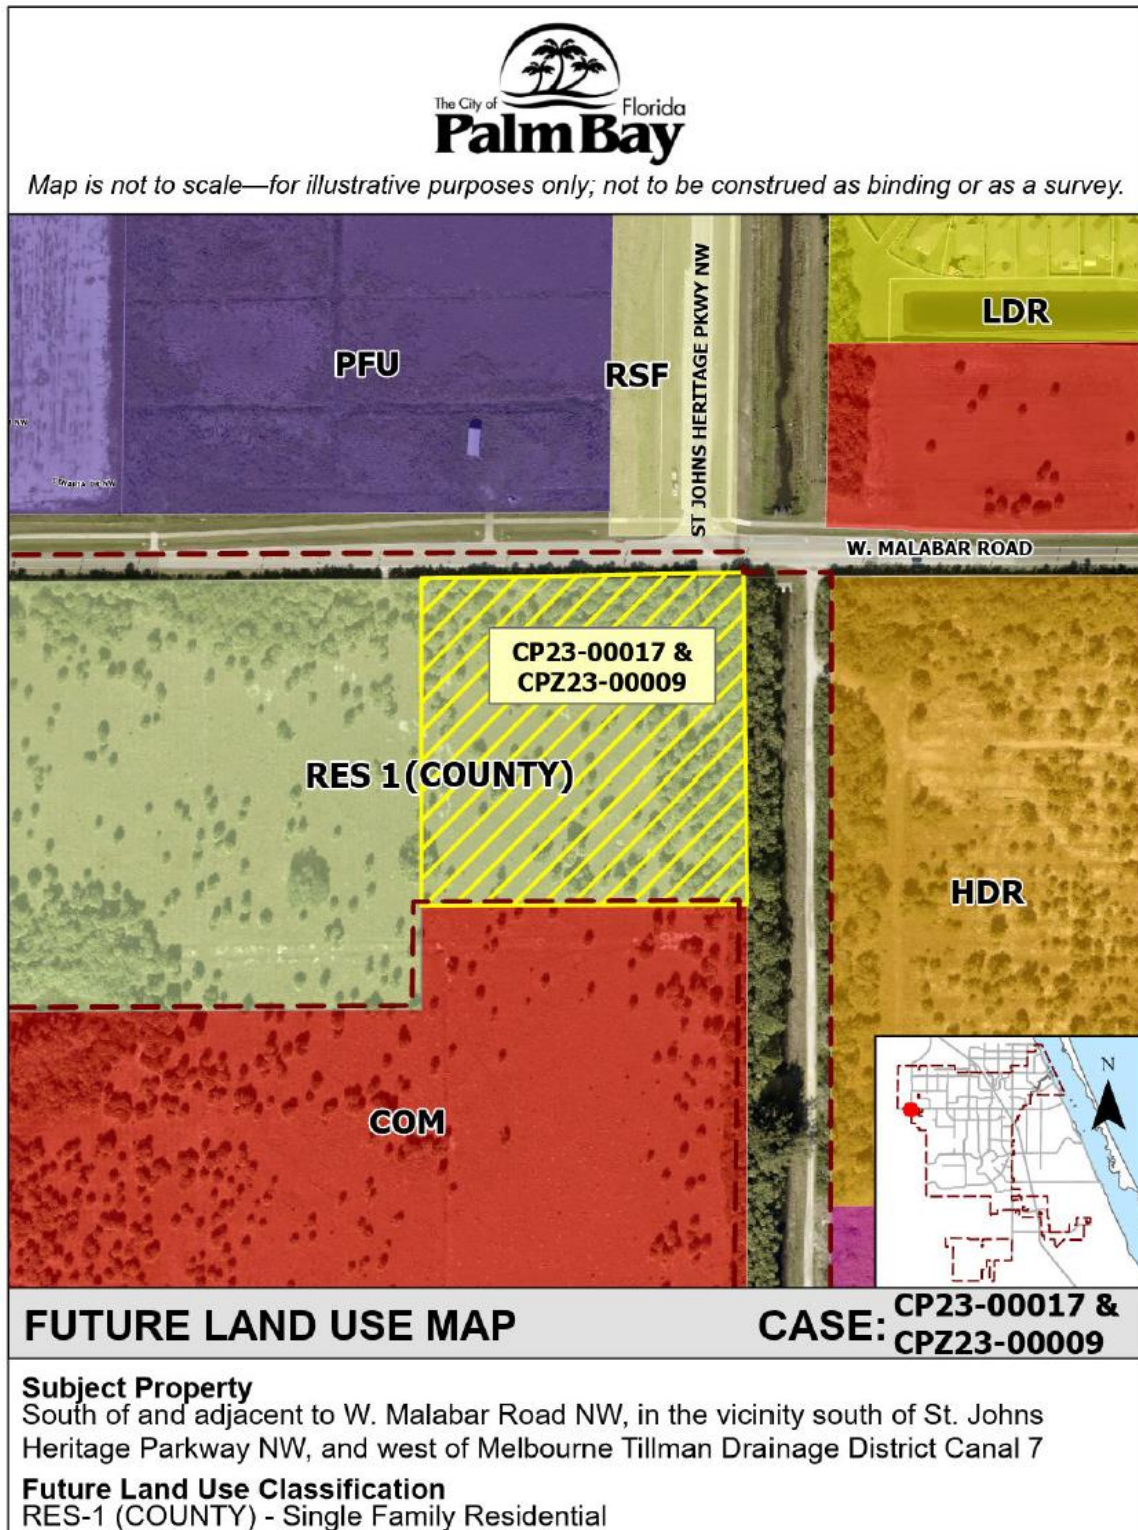 The City of Florida
Palm Bay
Map is not to scale—for illustrative purposes only; not to be construed as binding or as a survey.
PFU
RSF
ST JOHNS HERITAGE PKWY NW
LDR
NW
W. MALABAR ROAD
CP23-00017 &
CPZ23-00009
RES 1 (COUNTY)
HDR
COM
N
FUTURE LAND USE MAP
CASE: CP23-00017 &
CPZ23-00009
Subject Property
South of and adjacent to W. Malabar Road NW, in the vicinity south of St. Johns
Heritage Parkway NW, and west of Melbourne Tillman Drainage District Canal 7
Future Land Use Classification
RES-1 (COUNTY) - Single Family Residential